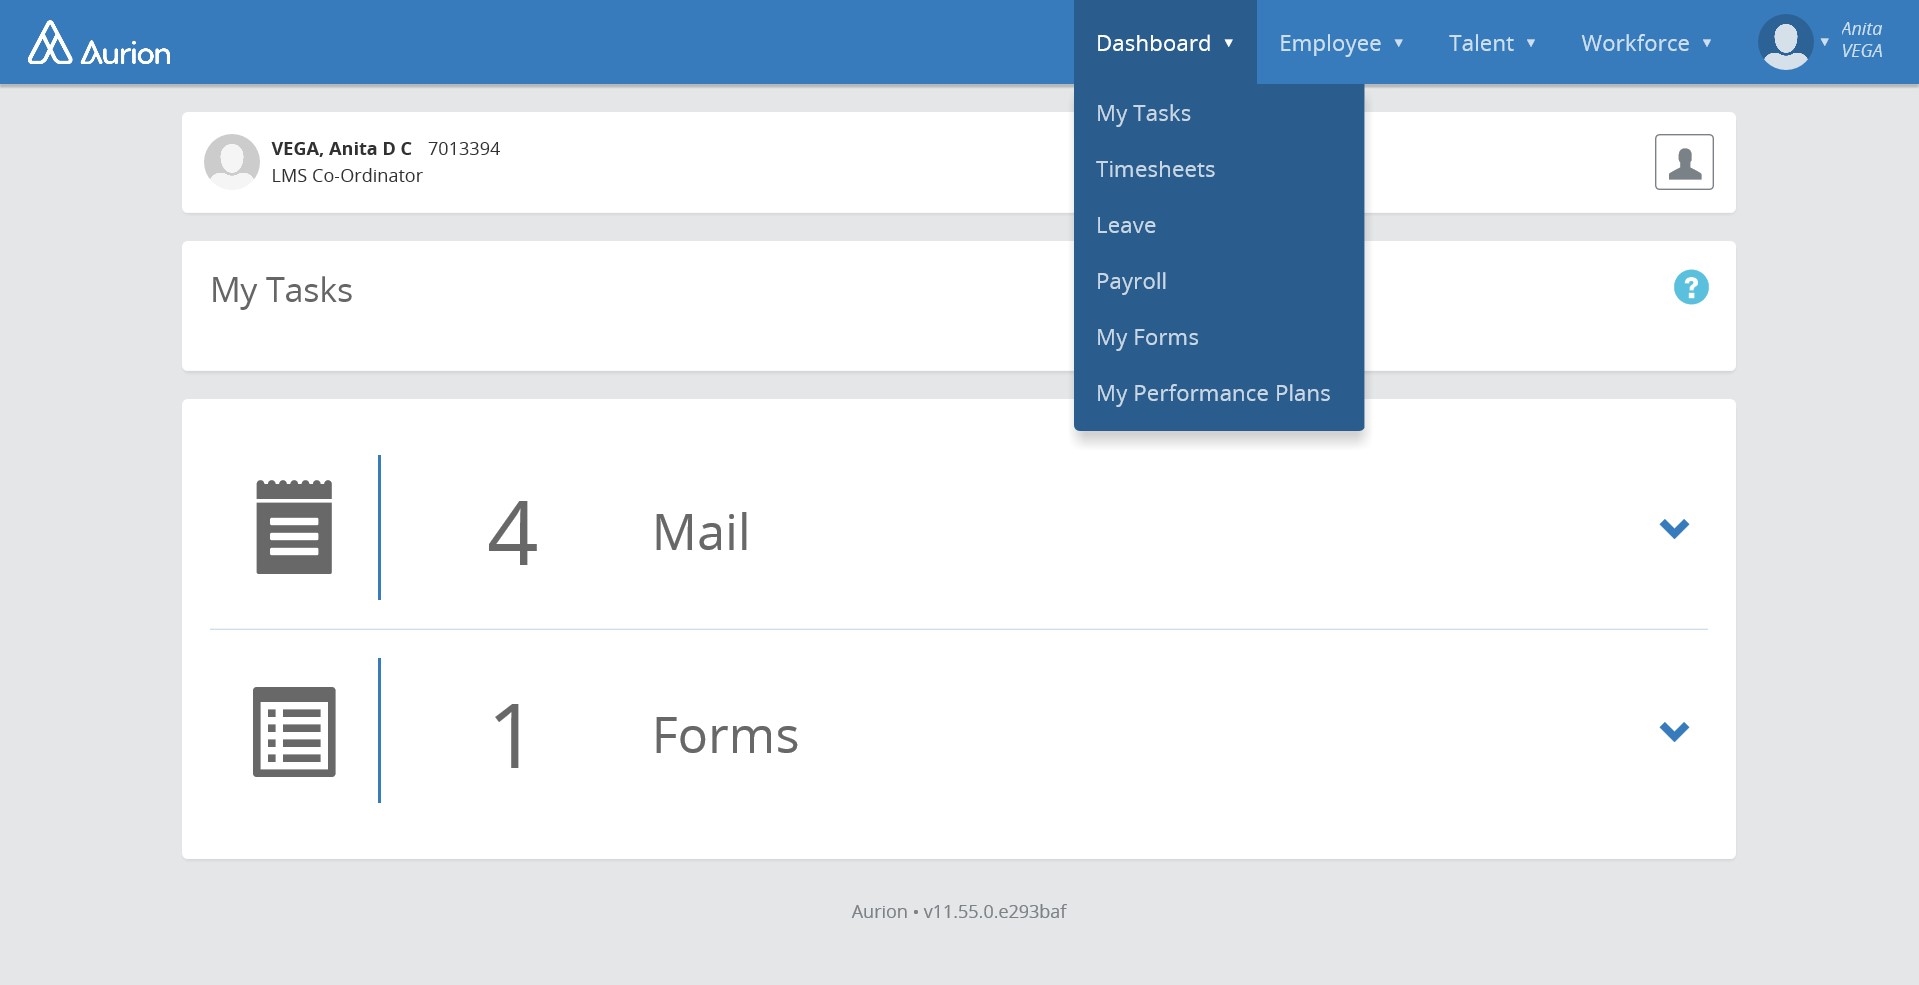 Aurion
Dashboard ▼
Employee ▼
Talent ▼
Workforce ▼
Anita
VEGA
My Tasks
Timesheets
Leave
Payroll
My Forms
My Performance Plans
VEGA, Anita D C 7013394
LMS Co-Ordinator
My Tasks
?
4 Mail
1 Forms
Aurion • v11.55.0.e293baf